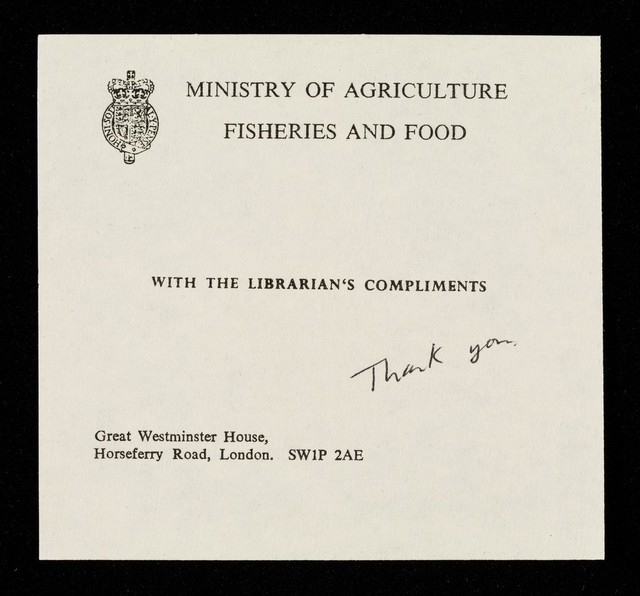 MINISTRY OF AGRICULTURE
FISHERIES AND FOOD
WITH THE LIBRARIAN'S COMPLIMENTS
Thank you.
Great Westminster House,
Horseferry Road, London. SW1P 2AE